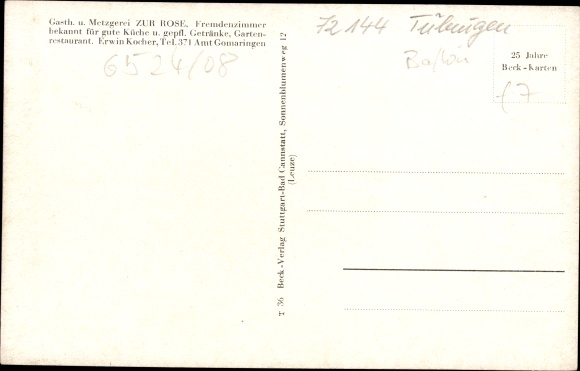 Gasth. u. Metzgerei ZUR ROSE, Fremdenzimmer
bekannt für gute Küche u. gepfl. Getränke, Garten-
restaurant. Erwin Kocher, Tel. 371 Amt Gomaringen
6524/08
T 36 Beck-Verlag Stuttgart-Bad Cannstatt, Sonnenblumenweg 12
(Leuze)
72144 Tübingen
25 Jahre
Beck-Karten